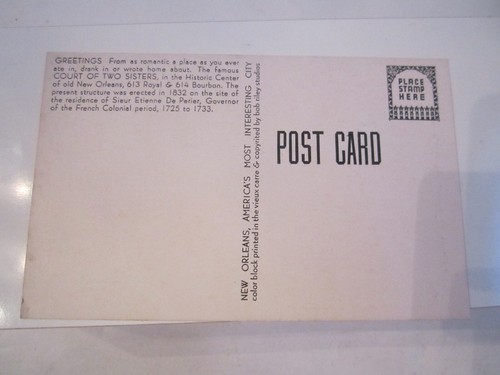 GREETINGS From as romantic a place as you ever
ate in, drank in or wrote home about. The famous
COURT OF TWO SISTERS, in the Historic Center
of old New Orleans, 613 Royal & 614 Bourbon. The
present structure was erected in 1832 on the site of
the residence of Sieur Etienne De Perier, Governor
of the French Colonial period, 1725 to 1733.
NEW ORLEANS, AMERICA'S MOST INTERESTING CITY
color block printed in the vieux carre & copyrited by bob riley studios
POST CARD
PLACE
STAMP
HERE